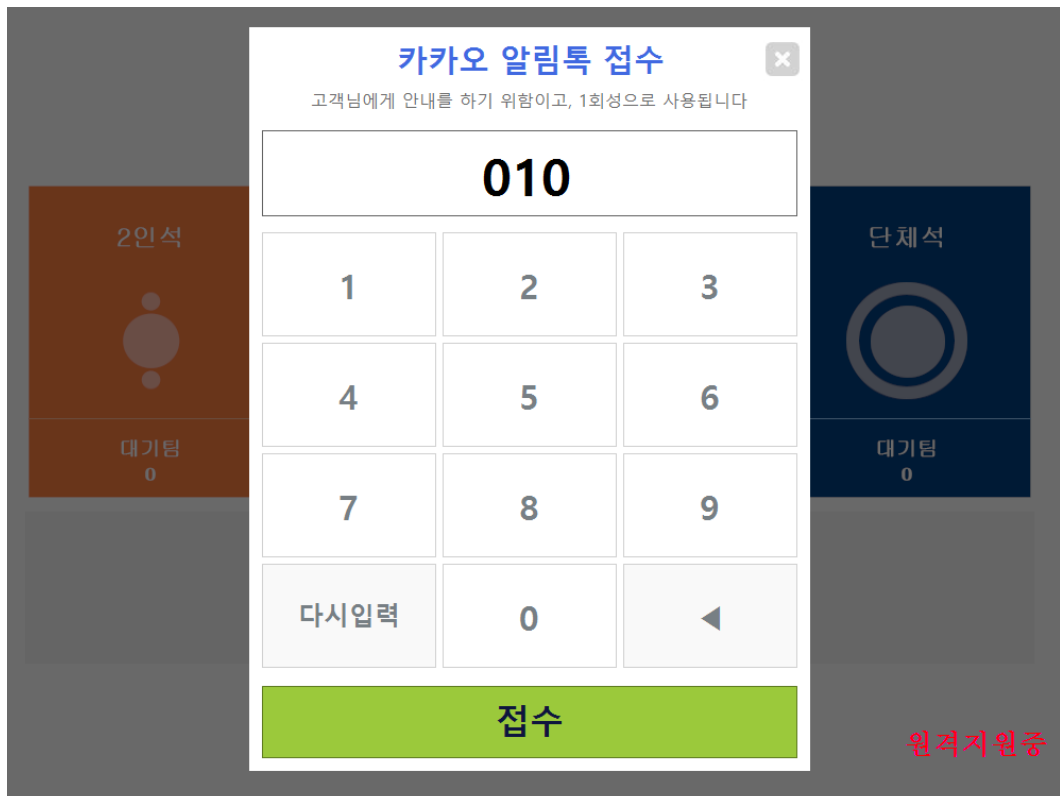 카카오 알림톡 접수
고객님에게 안내를 하기 위함이고, 1회성으로 사용됩니다
010
2인석
단체석
1 2 3
4 5 6
대기팀
0
대기팀
0
7 8 9
다시입력 0 ◀
접수
원격지원중